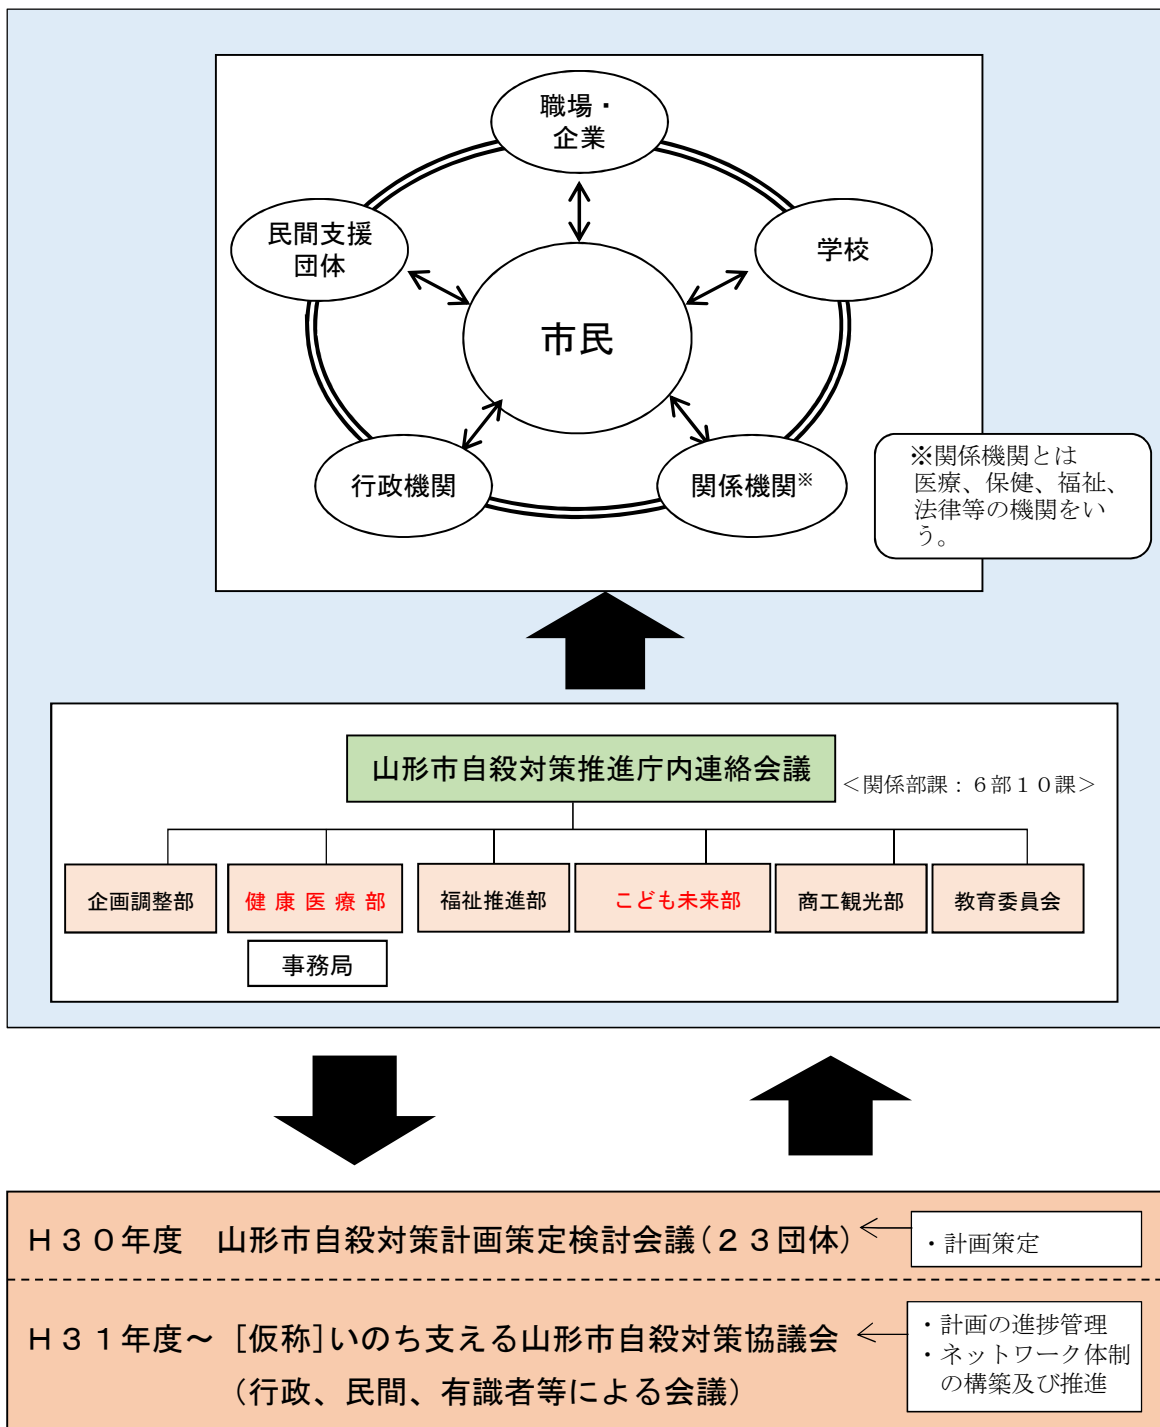 職場・
企業
民間支援
団体
学校
市民
行政機関
関係機関※
※関係機関とは
医療、保健、福祉、
法律等の機関をい
う。
山形市自殺対策推進庁内連絡会議
＜関係部課：６部１０課＞
企画調整部
健康医療部
福祉推進部
こども未来部
商工観光部
教育委員会
事務局
Ｈ３０年度　山形市自殺対策計画策定検討会議（２３団体）
・計画策定
Ｈ３１年度～［仮称］いのち支える山形市自殺対策協議会
（行政、民間、有識者等による会議）
・計画の進捗管理
・ネットワーク体制
の構築及び推進